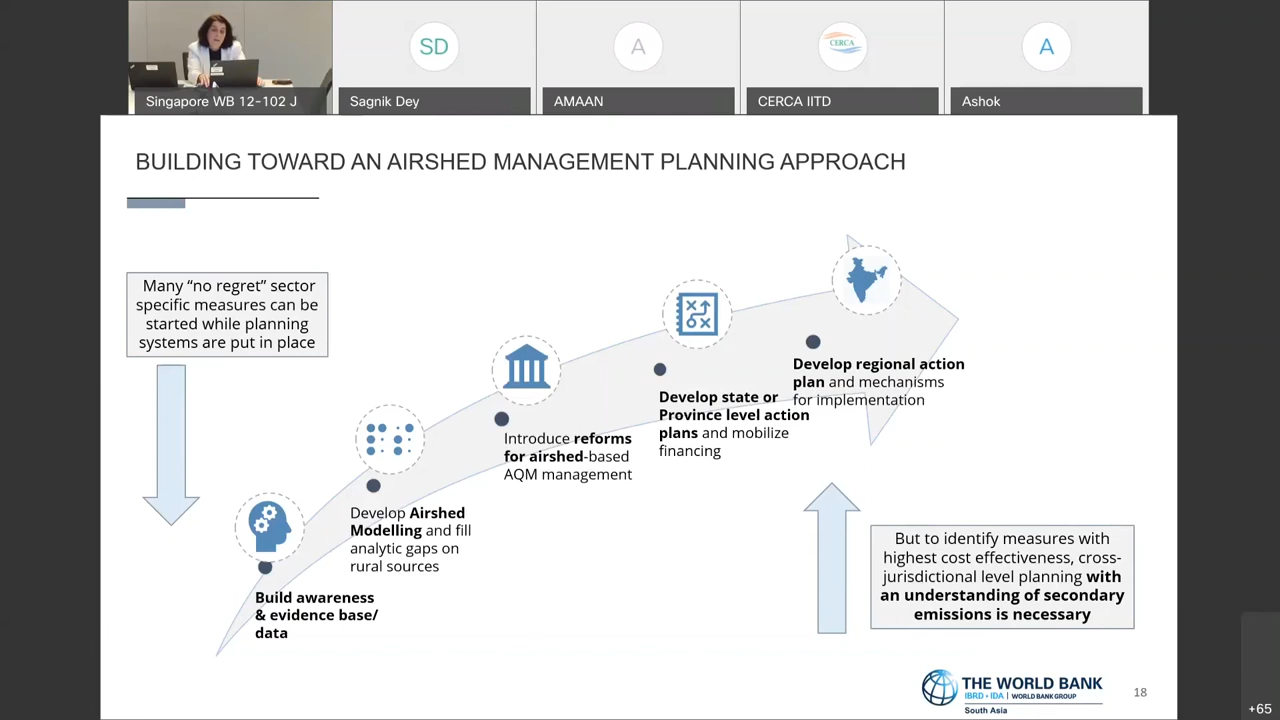 SD
A
CERCA
A
Singapore WB 12-102 J
Sagnik Dey
AMAAN
CERCA IITD
Ashok
BUILDING TOWARD AN AIRSHED MANAGEMENT PLANNING APPROACH
Many “no regret” sector
specific measures can be
started while planning
systems are put in place
Build awareness
& evidence base/
data
Develop Airshed
Modelling and fill
analytic gaps on
rural sources
Introduce reforms
for airshed-based
AQM management
Develop state or
Province level action
plans and mobilize
financing
Develop regional action
plan and mechanisms
for implementation
But to identify measures with
highest cost effectiveness, cross-
jurisdictional level planning with
an understanding of secondary
emissions is necessary
THE WORLD BANK
IBRD • IDA | WORLD BANK GROUP
South Asia
18
+65